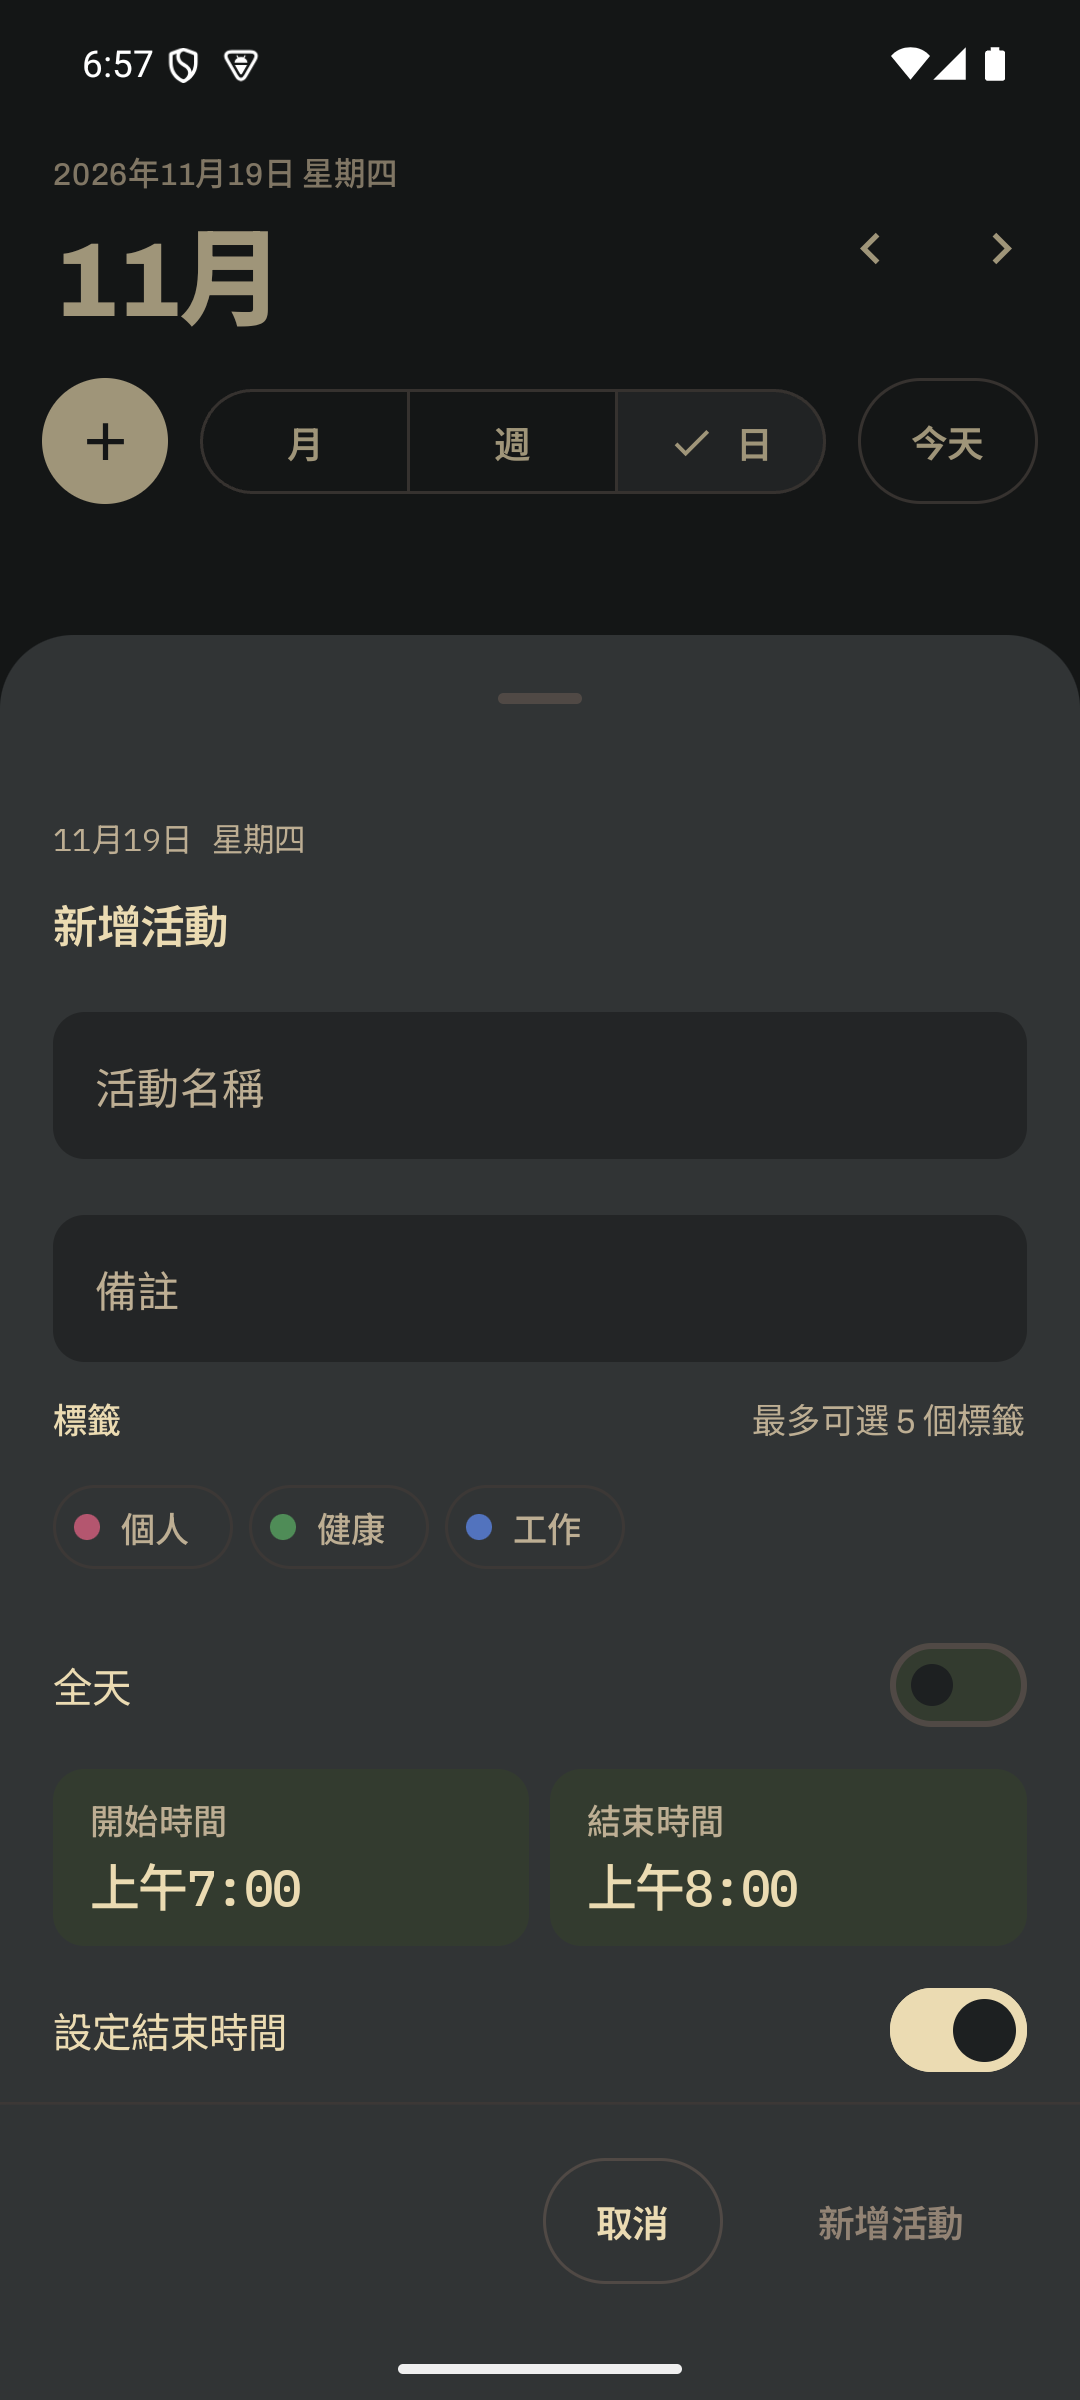 6:57
2026年11月19日 星期四
11月
月
週
日
今天
11月19日 星期四
新增活動
活動名稱
備註
標籤
最多可選 5 個標籤
個人
健康
工作
全天
開始時間
結束時間
上午7:00
上午8:00
設定結束時間
取消
新增活動